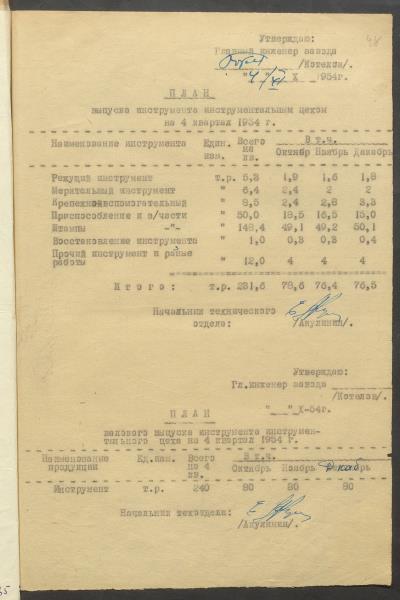 48
Утверждаю:
Главный инженер завода
/Котелов/.
"4" XI X 1954г.
ПЛАН
выпуска инструмента инструментальным цехом
на 4 квартал 1954 г.
Наименование инструмента Един. изм. Всего на кв. В т.ч. Октябр Ноябрь Декабрь
Режущий инструмент т.р. 5,3 1,9 1,6 1,8
Мерительный инструмент " 6,4 2,4 2 2
Крепежновспомогательный " 8,5 2,4 2,8 3,3
Приспособление и з/части " 50,0 18,5 16,5 15,0
Штампы -"- " 148,4 49,1 49,2 50,1
Восстановление инструмента " 1,0 0,3 0,3 0,4
Прочий инструмент и разные
работы " 12,0 4 4 4
Итого: т.р. 231,6 78,6 76,4 76,5
Начальник технического
отдела: /Акулинин/.
Утверждаю:
Гл.инженер завода
/Котелов/.
" " X-54г.
ПЛАН
валового выпуска инструмента инструмен-
тального цеха на 4 квартал 1954 г.
Наименование продукции Ед.изм. Всего на 4 кв. В т.ч. Октябрь Ноябрь Декабрь
Инструмент т.р. 240 80 80 80
Начальник техотдела:
/Акулинин/.